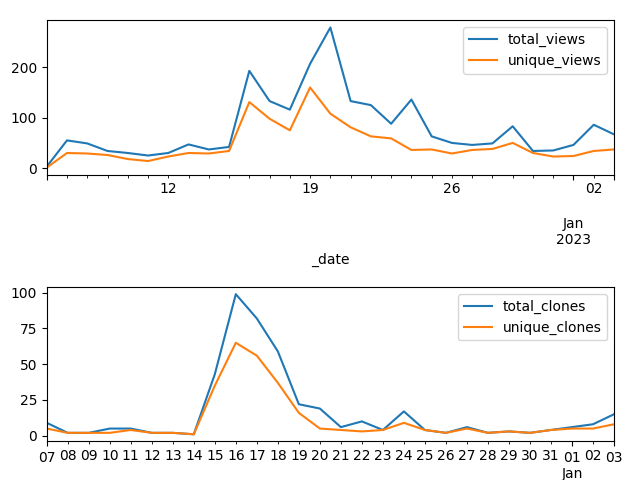 total_views
unique_views
200
100
0
12 19 26 02
Jan
2023
_date
total_clones
unique_clones
100
75
50
25
0
07 08 09 10 11 12 13 14 15 16 17 18 19 20 21 22 23 24 25 26 27 28 29 30 31 01 02 03
Jan